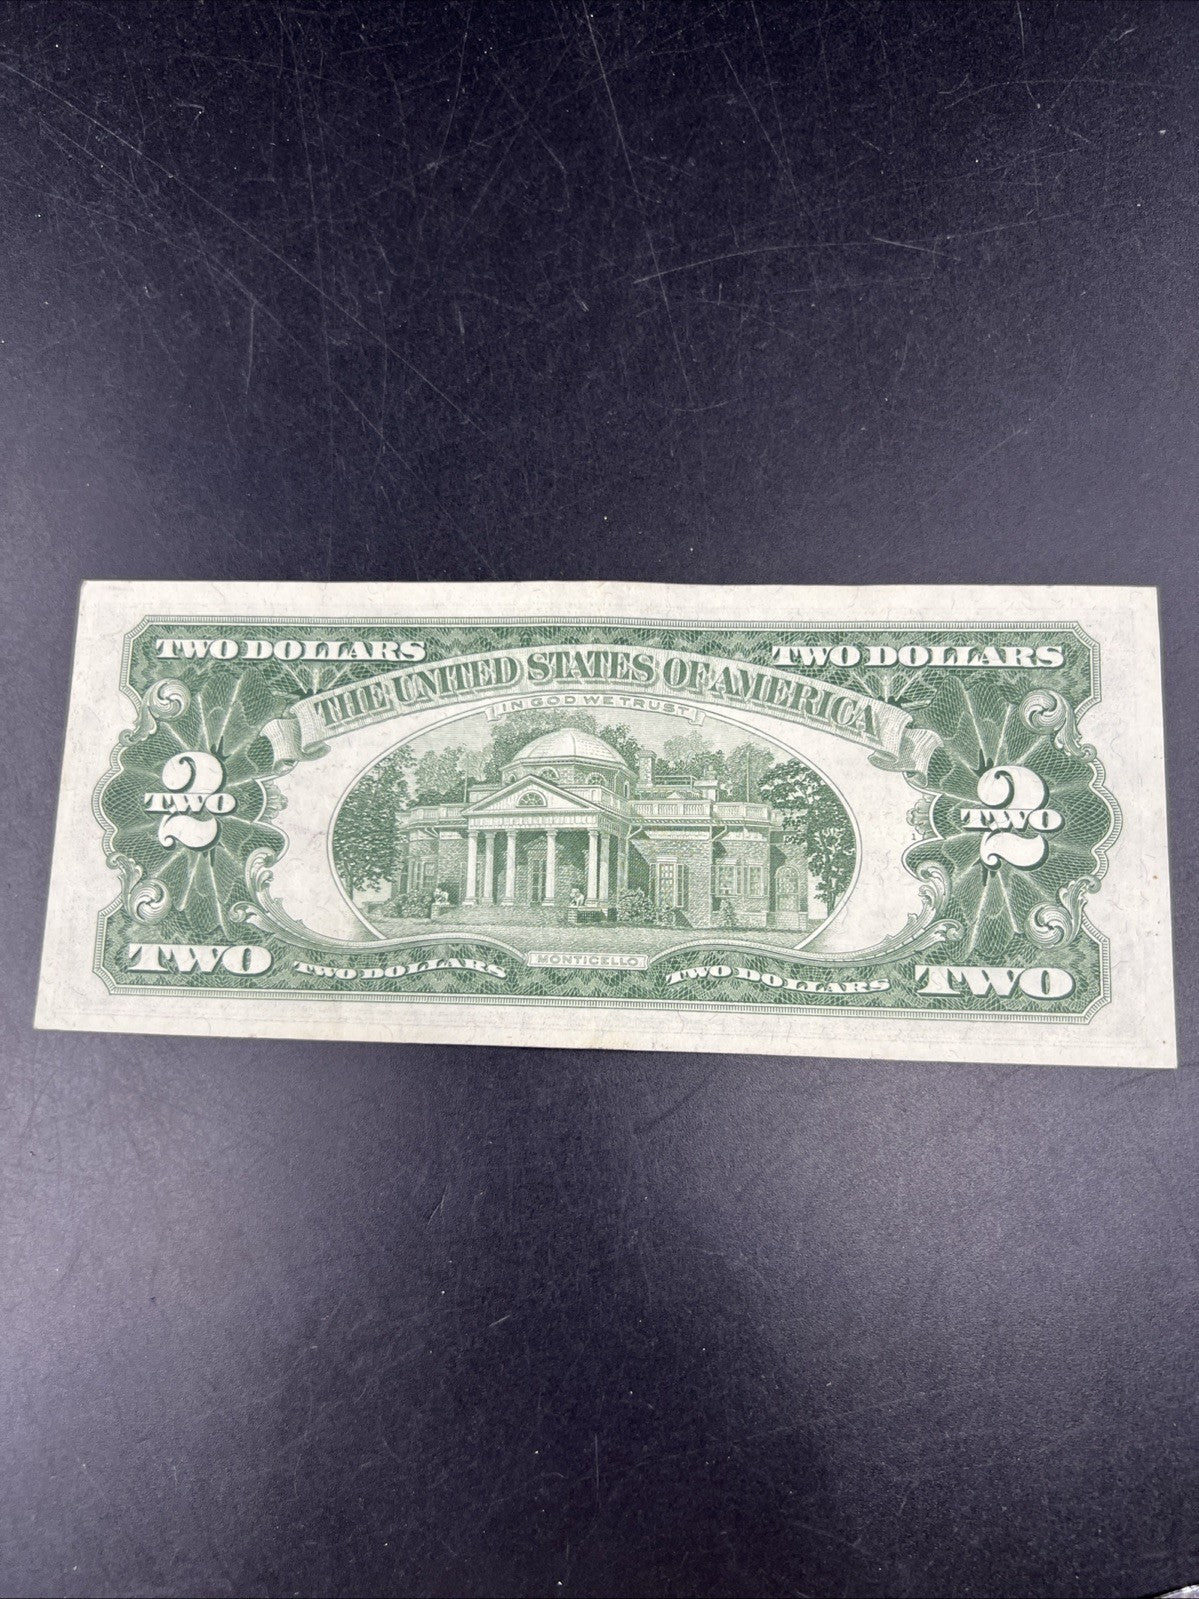 TWO DOLLARS
TWO DOLLARS
THE UNITED STATES OF AMERICA
IN GOD WE TRUST
2
TWO
2
TWO
TWO
TWO DOLLARS
MONTICELLO
TWO DOLLARS
TWO